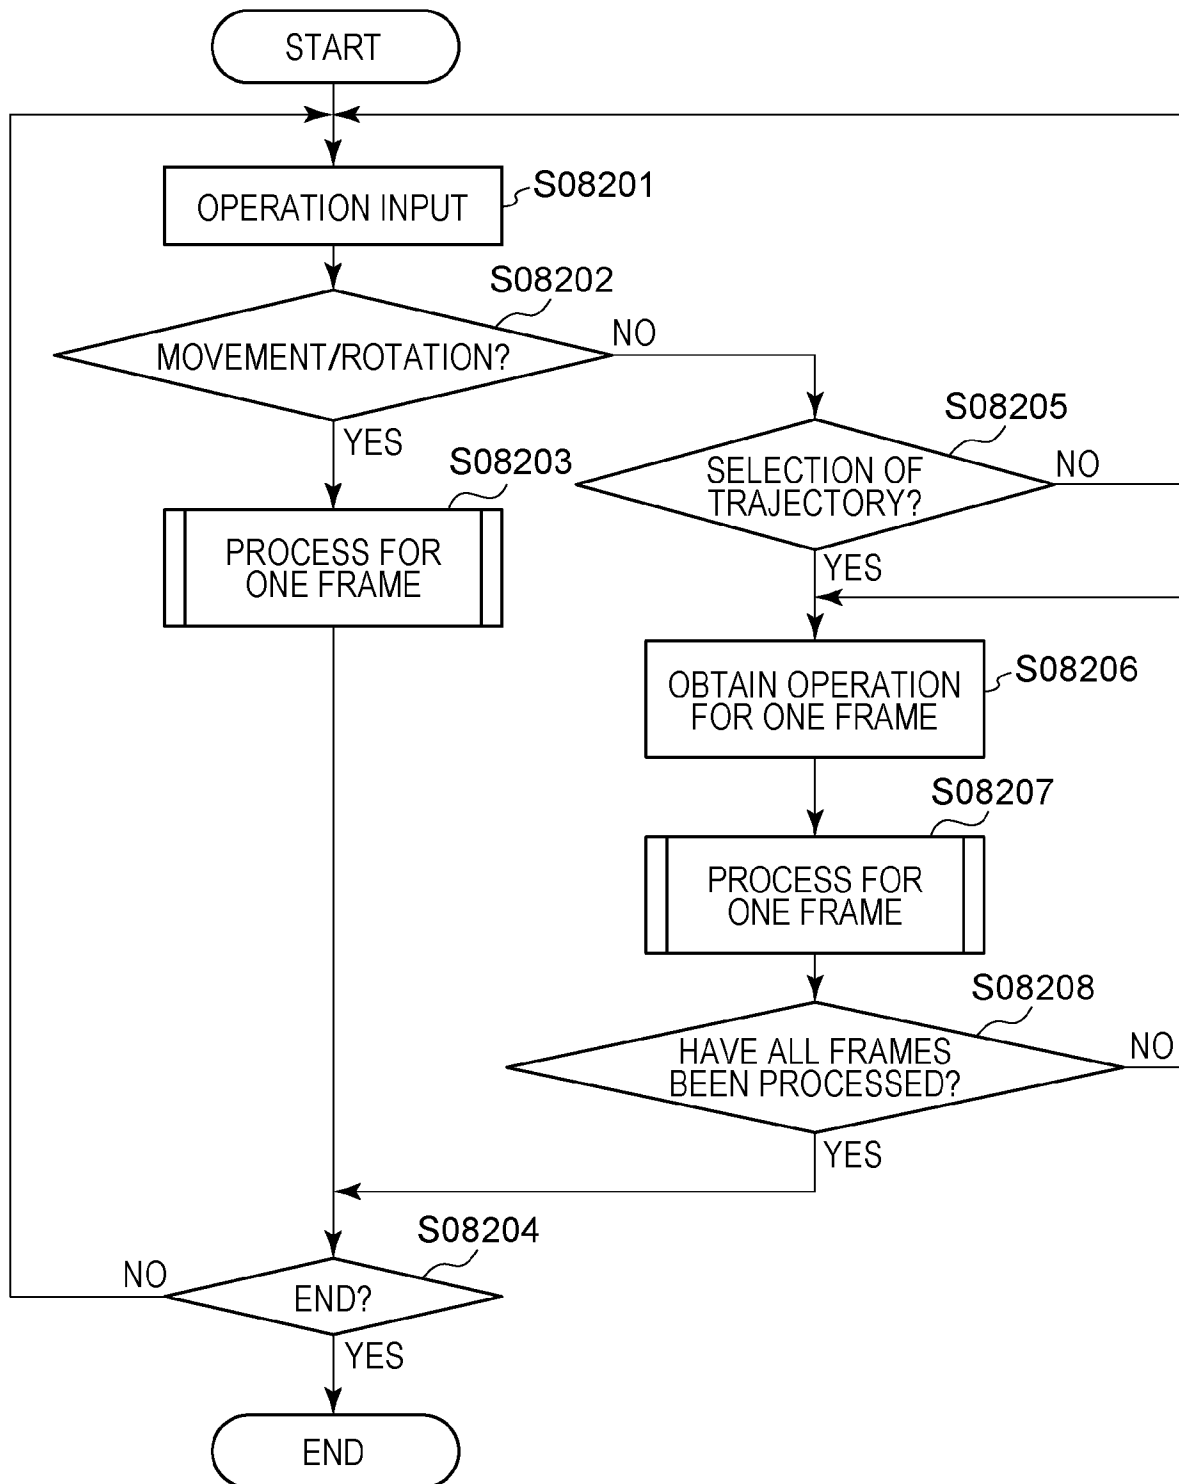 START
OPERATION INPUT
S08201
S08202
MOVEMENT/ROTATION?
NO
YES
S08203
PROCESS FOR
ONE FRAME
S08205
SELECTION OF
TRAJECTORY?
NO
YES
OBTAIN OPERATION
FOR ONE FRAME
S08206
S08207
PROCESS FOR
ONE FRAME
S08208
HAVE ALL FRAMES
BEEN PROCESSED?
NO
YES
S08204
NO
END?
YES
END